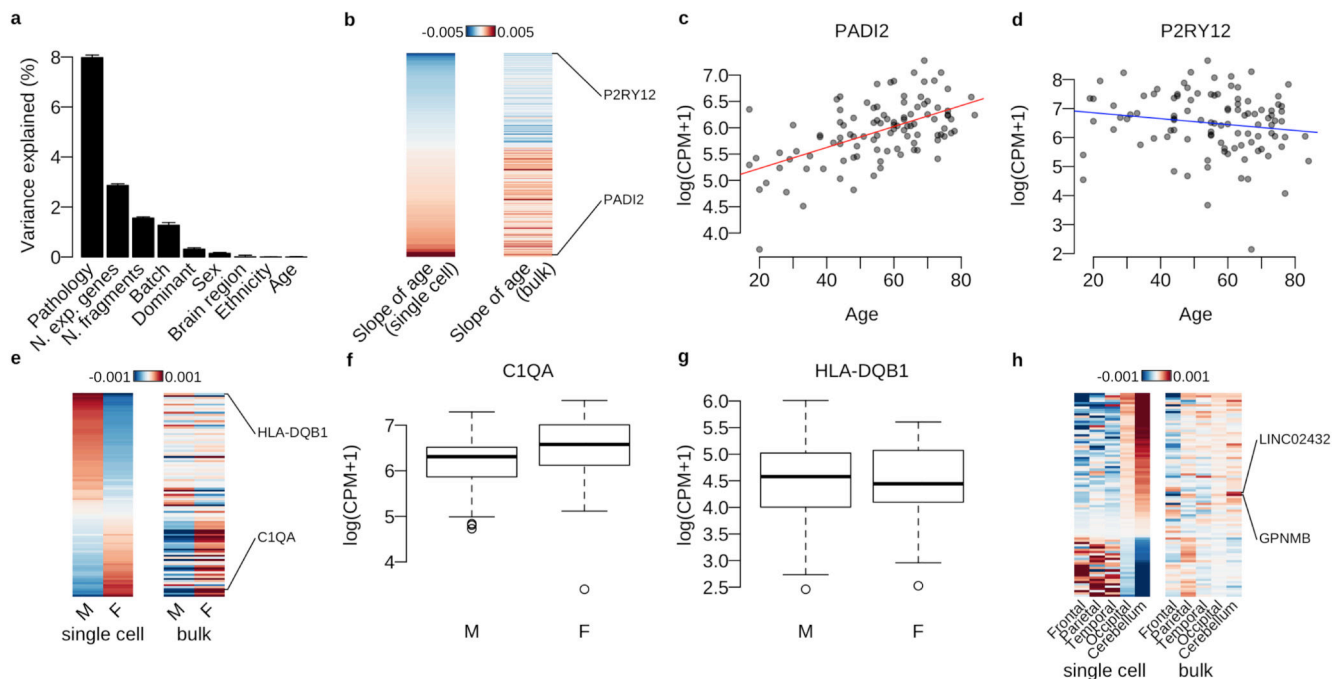 a
Variance explained (%)
8
6
4
2
0
Pathology
N. exp. genes
N. fragments
Batch
Dominant
Sex
Brain region
Ethnicity
Age
b
-0.005 0.005
P2RY12
PADI2
Slope of age
(single cell)
Slope of age
(bulk)
c
PADI2
log(CPM+1)
7.0
6.5
6.0
5.5
5.0
4.5
4.0
20 40 60 80
Age
d
P2RY12
log(CPM+1)
8
7
6
5
4
3
2
20 40 60 80
Age
e
-0.001 0.001
HLA-DQB1
C1QA
M F M F
single cell bulk
f
C1QA
log(CPM+1)
7
6
5
4
M F
g
HLA-DQB1
log(CPM+1)
6.0
5.5
5.0
4.5
4.0
3.5
3.0
2.5
M F
h
-0.001 0.001
LINC02432
GPNMB
Frontal
Parietal
Temporal
Occipital
Cerebellum
Frontal
Parietal
Temporal
Occipital
Cerebellum
single cell bulk